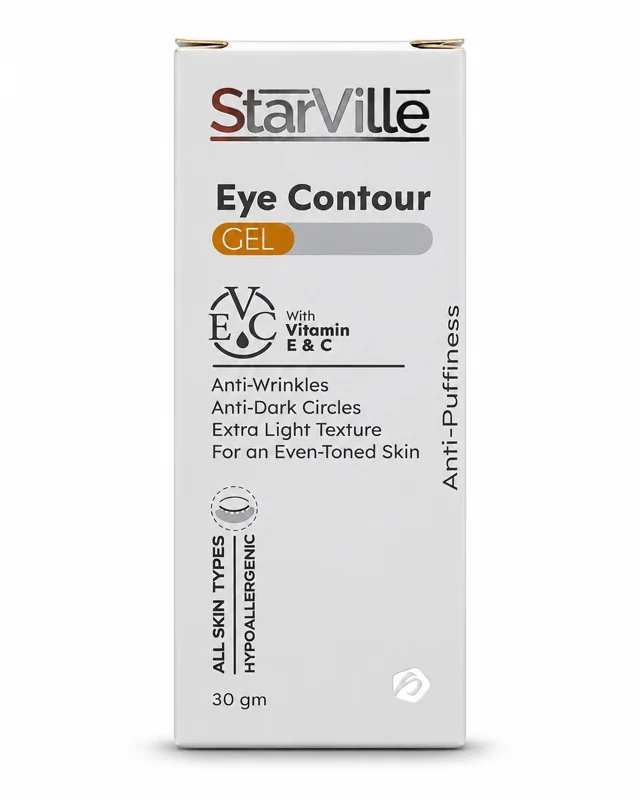 StarVille
Eye Contour
GEL
EVC
With
Vitamin
E & C
Anti-Wrinkles
Anti-Dark Circles
Extra Light Texture
For an Even-Toned Skin
Anti-Puffiness
ALL SKIN TYPES
HYPOALLERGENIC
30 gm